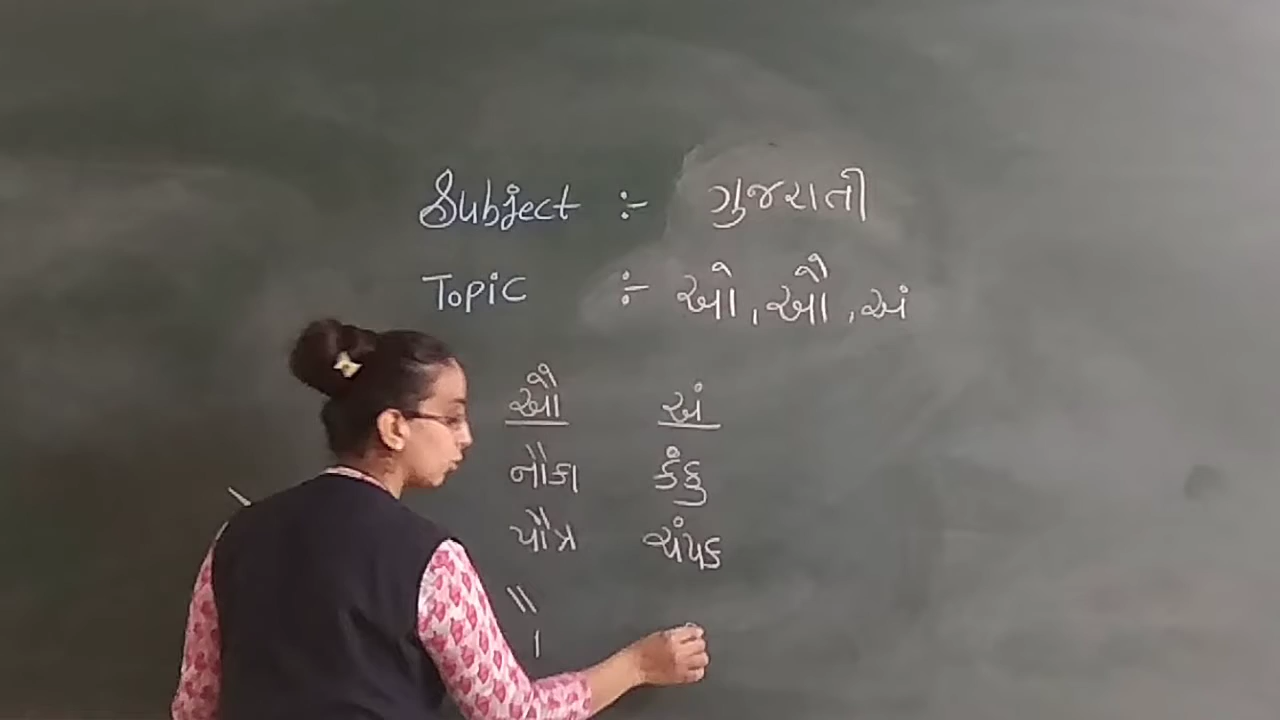 Subject :- ગુજરાતી
Topic :- ઓ, ઔ, અં
ઔ અં
નૌકા કંકુ
પૌત્ર ચંપક